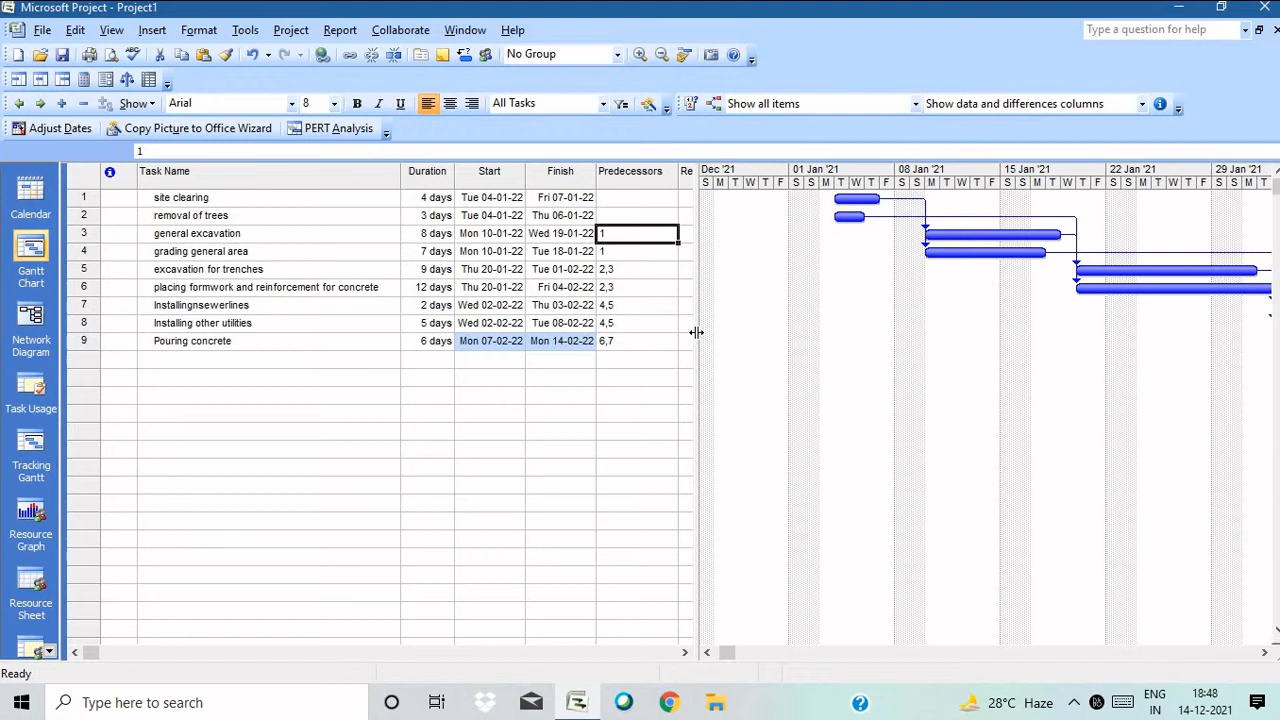 Microsoft Project - Project1
File Edit View Insert Format Tools Project Report Collaborate Window Help Type a question for help
No Group
Show Arial 8 All Tasks Show all items Show data and differences columns
Adjust Dates Copy Picture to Office Wizard PERT Analysis
1
Task Name Duration Start Finish Predecessors Re Dec '21 01 Jan '21 08 Jan '21 15 Jan '21 22 Jan '21 29 Jan '21
S M T W T F S S M T W T F S S M T W T F S S M T W T F S S M T W T F S S M T
1 site clearing 4 days Tue 04-01-22 Fri 07-01-22
2 removal of trees 3 days Tue 04-01-22 Thu 06-01-22
3 general excavation 8 days Mon 10-01-22 Wed 19-01-22 1
4 grading general area 7 days Mon 10-01-22 Tue 18-01-22 1
5 excavation for trenches 9 days Thu 20-01-22 Tue 01-02-22 2,3
6 placing formwork and reinforcement for concrete 12 days Thu 20-01-22 Fri 04-02-22 2,3
7 Installingnsewerlines 2 days Wed 02-02-22 Thu 03-02-22 4,5
8 Installing other utilities 5 days Wed 02-02-22 Tue 08-02-22 4,5
9 Pouring concrete 6 days Mon 07-02-22 Mon 14-02-22 6,7
Calendar
Gantt
Chart
Network
Diagram
Task Usage
Tracking
Gantt
Resource
Graph
Resource
Sheet
Ready
Type here to search 28°C Haze ENG
IN 18:48
14-12-2021